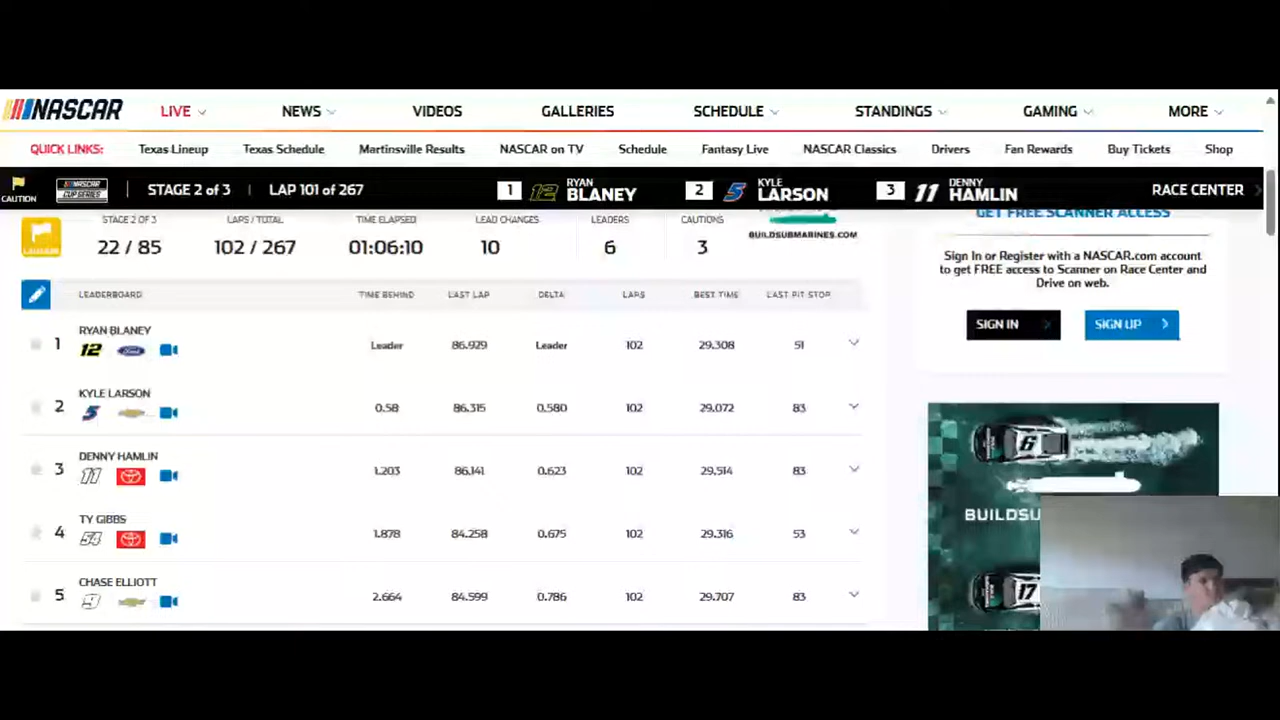 NASCAR
LIVE NEWS VIDEOS GALLERIES SCHEDULE STANDINGS GAMING MORE
QUICK LINKS: Texas Lineup Texas Schedule Martinsville Results NASCAR on TV Schedule Fantasy Live NASCAR Classics Drivers Fan Rewards Buy Tickets Shop
CAUTION NASCAR CUP SERIES STAGE 2 OF 3 LAP 101 OF 267 1 12 RYAN BLANEY 2 5 KYLE LARSON 3 11 DENNY HAMLIN RACE CENTER
STAGE 2 OF 3 LAPS / TOTAL TIME ELAPSED LEAD CHANGES LEADERS CAUTIONS
22 / 85 102 / 267 01:06:10 10 6 3
BUILDSUBMARINES.COM
LEADERBOARD TIME BEHIND LAST LAP DELTA LAPS BEST TIME LAST PIT STOP
1 RYAN BLANEY 12 Ford Leader 86.929 Leader 102 29.308 51
2 KYLE LARSON 5 0.58 86.315 0.580 102 29.072 83
3 DENNY HAMLIN 11 1.203 86.141 0.623 102 29.514 83
4 TY GIBBS 54 1.878 84.258 0.675 102 29.316 53
5 CHASE ELLIOTT 9 2.664 84.599 0.786 102 29.707 83
GET FREE SCANNER ACCESS
Sign In or Register with a NASCAR.com account
to get FREE access to Scanner on Race Center and
Drive on web.
SIGN IN SIGN UP
6
BUILDSU
17